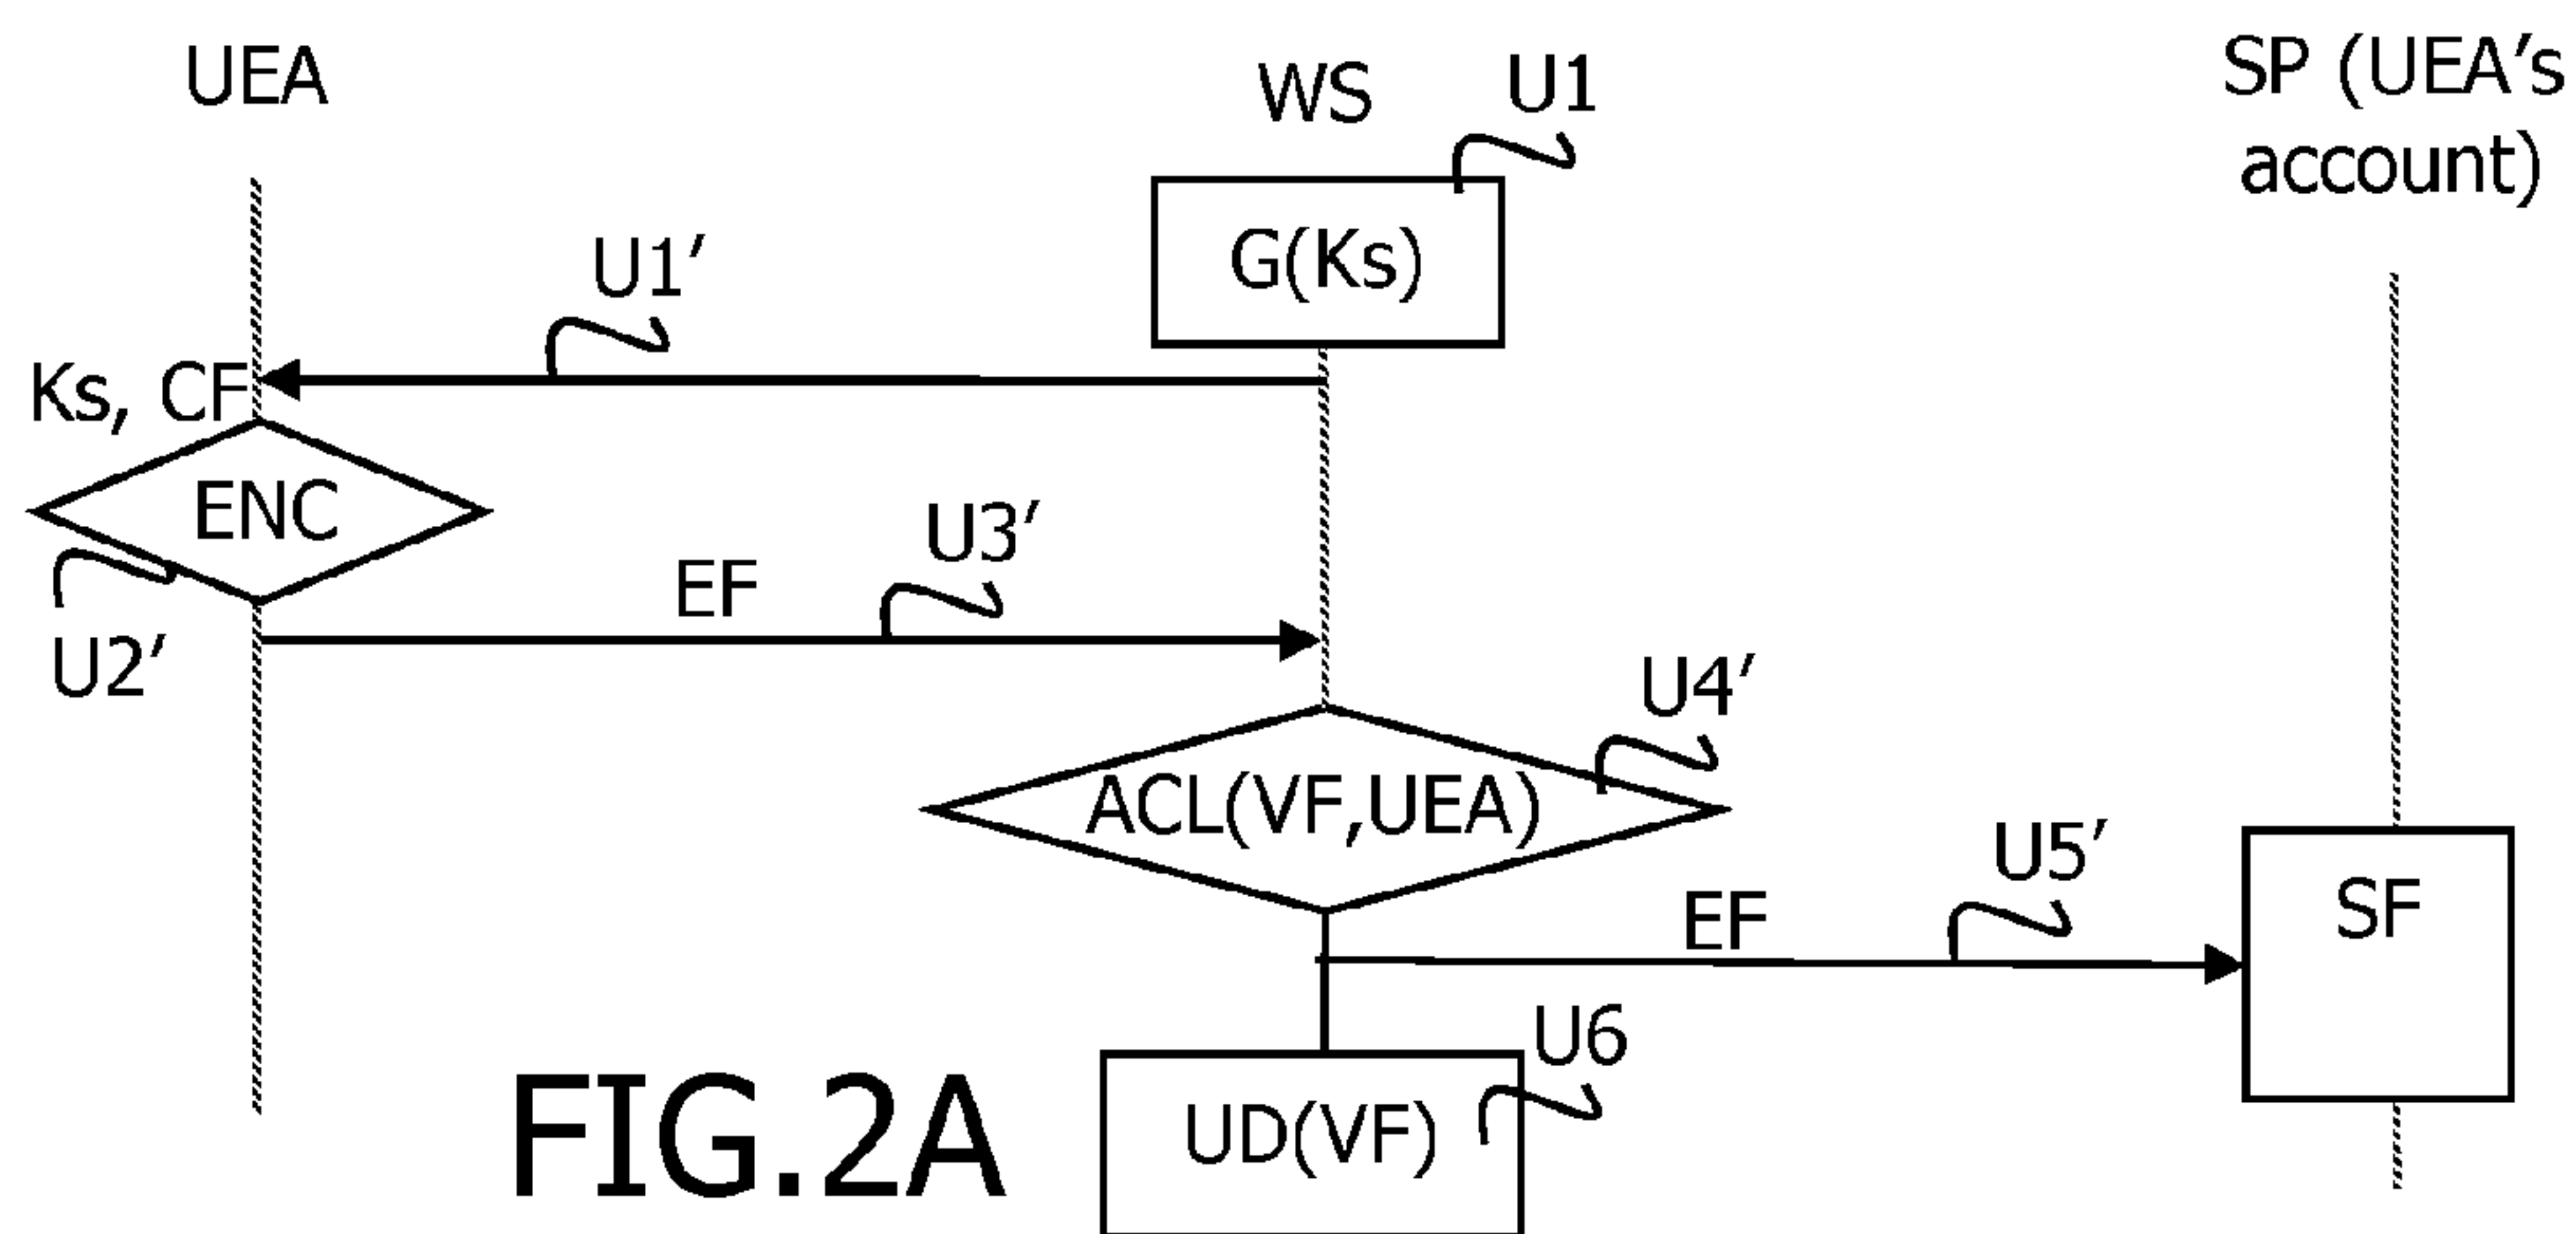 UEA
WS
U1
SP (UEA's
account)
G(Ks)
U1'
Ks, CF
ENC
U3'
EF
U2'
U4'
ACL(VF,UEA)
U5'
EF
SF
U6
UD(VF)
FIG.2A